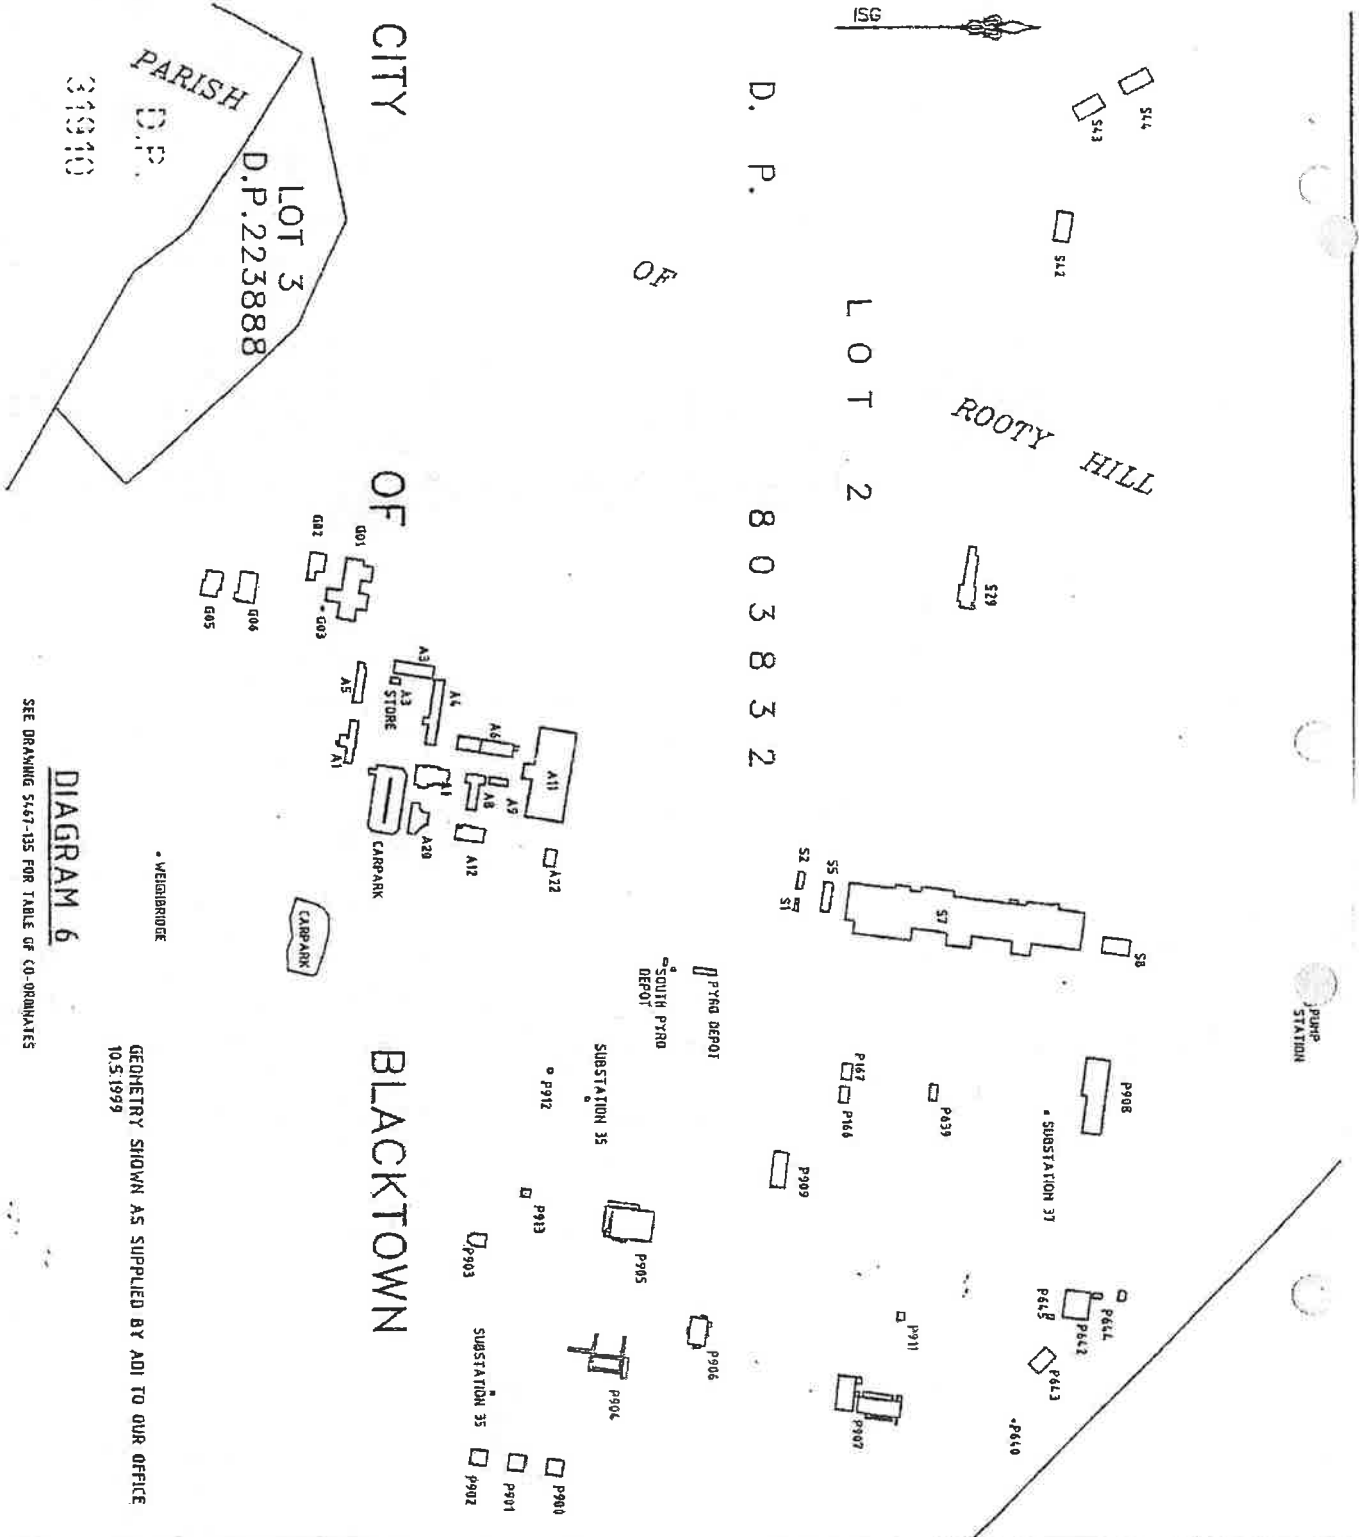 ISG
S44
S43
S42
ROOTY HILL
LOT 2
D. P. 803832
OF
CITY OF BLACKTOWN
PARISH
D.P.
31910
LOT 3
D.P.223888
S29
G01
G02
G03
G04
G05
A3
A3
STORE
A4
A5
A1
A6
A11
A9
A8
A20
A12
A22
CARPARK
CARPARK
WEIGHBRIDGE
S2
S1
S5
S7
S8
PUMP
STATION
PYRO DEPOT
SOUTH PYRO
DEPOT
P908
SUBSTATION 37
P167
P166
P639
P909
SUBSTATION 35
P912
P913
P903
P905
P906
P904
SUBSTATION 35
P902
P901
P900
P911
P907
P645
P644
P642
P643
P640
GEOMETRY SHOWN AS SUPPLIED BY ADI TO OUR OFFICE
10.5.1999
DIAGRAM 6
SEE DRAWING 5467-135 FOR TABLE OF CO-ORDINATES